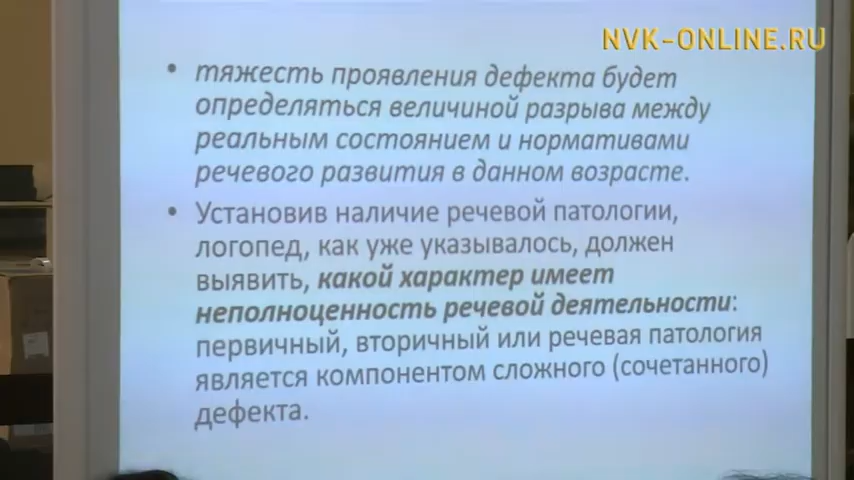 NVK-ONLINE.RU
• тяжесть проявления дефекта будет
определяться величиной разрыва между
реальным состоянием и нормативами
речевого развития в данном возрасте.
• Установив наличие речевой патологии,
логопед, как уже указывалось, должен
выявить, какой характер имеет
неполноценность речевой деятельности:
первичный, вторичный или речевая патология
является компонентом сложного (сочетанного)
дефекта.